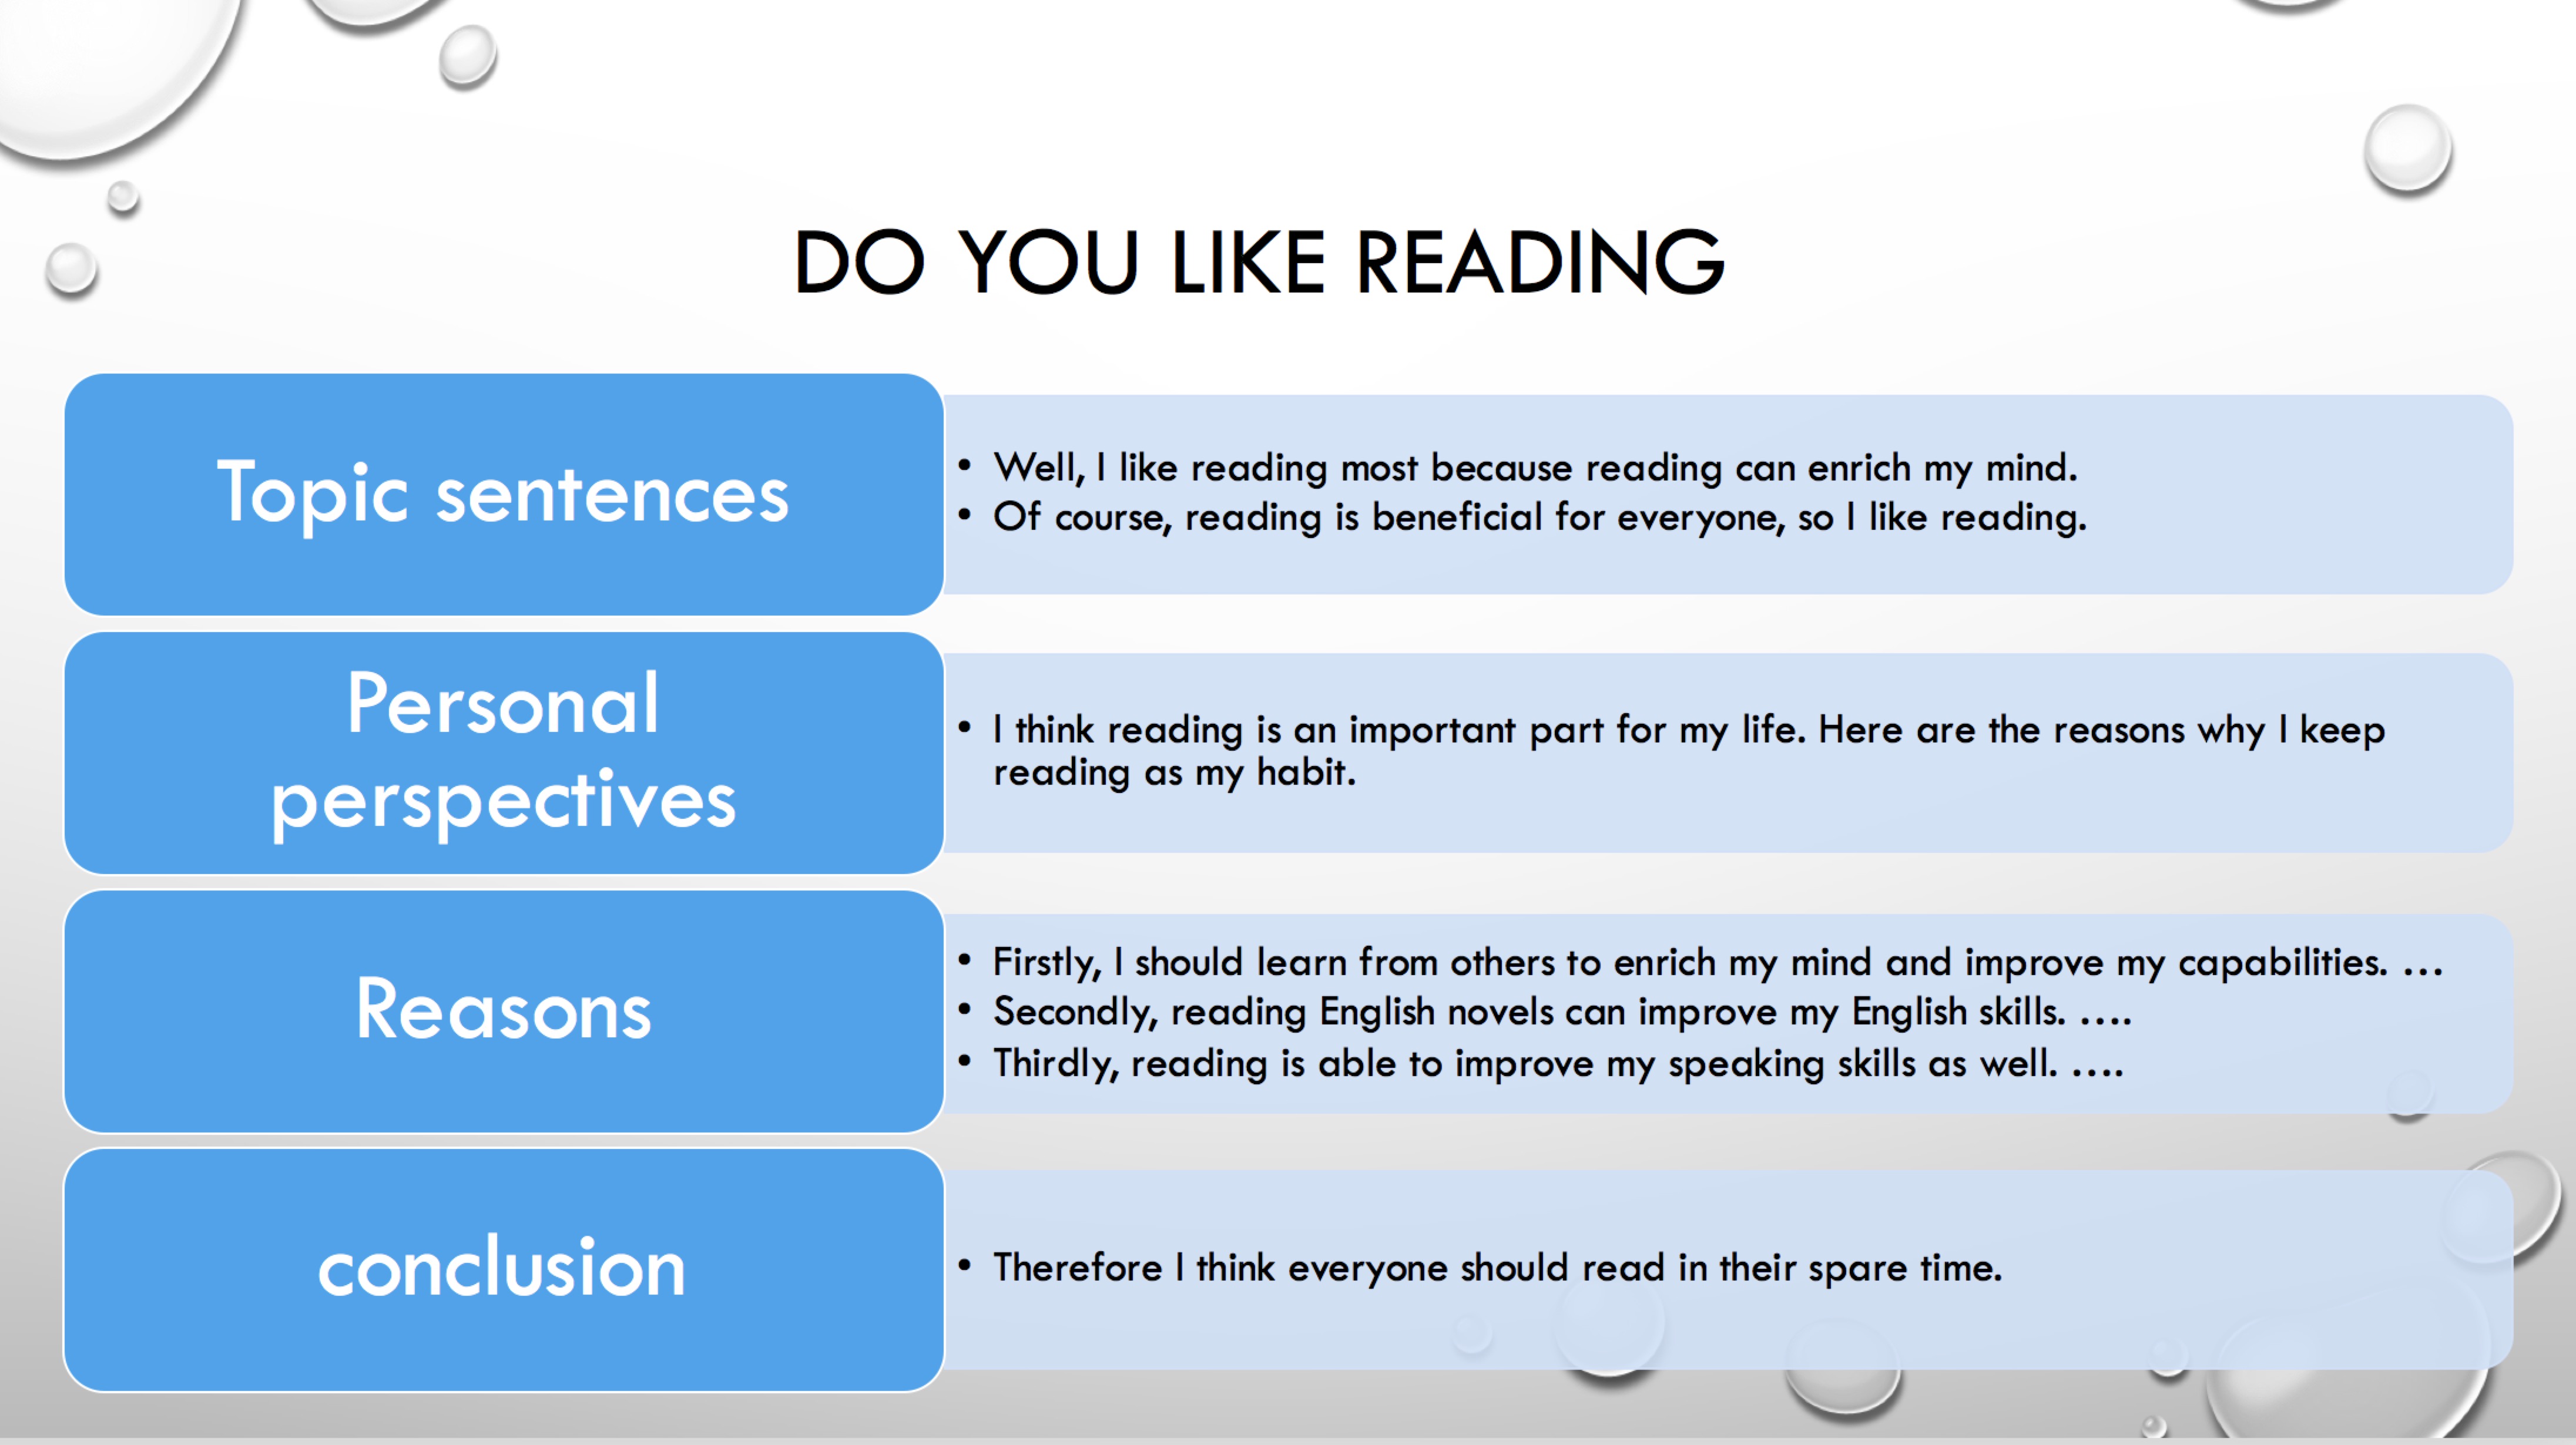 DO YOU LIKE READING
Topic sentences
• Well, I like reading most because reading can enrich my mind.
• Of course, reading is beneficial for everyone, so I like reading.
Personal
perspectives
• I think reading is an important part for my life. Here are the reasons why I keep
reading as my habit.
Reasons
• Firstly, I should learn from others to enrich my mind and improve my capabilities. …
• Secondly, reading English novels can improve my English skills. ….
• Thirdly, reading is able to improve my speaking skills as well. ….
conclusion
• Therefore I think everyone should read in their spare time.